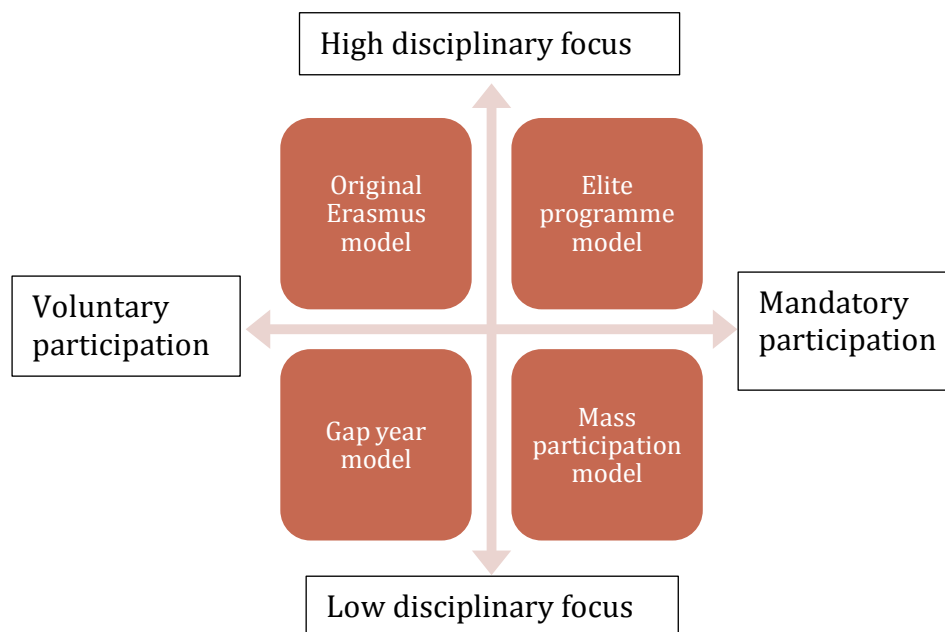 High disciplinary focus
Original
Erasmus
model
Elite
programme
model
Voluntary
participation
Mandatory
participation
Gap year
model
Mass
participation
model
Low disciplinary focus